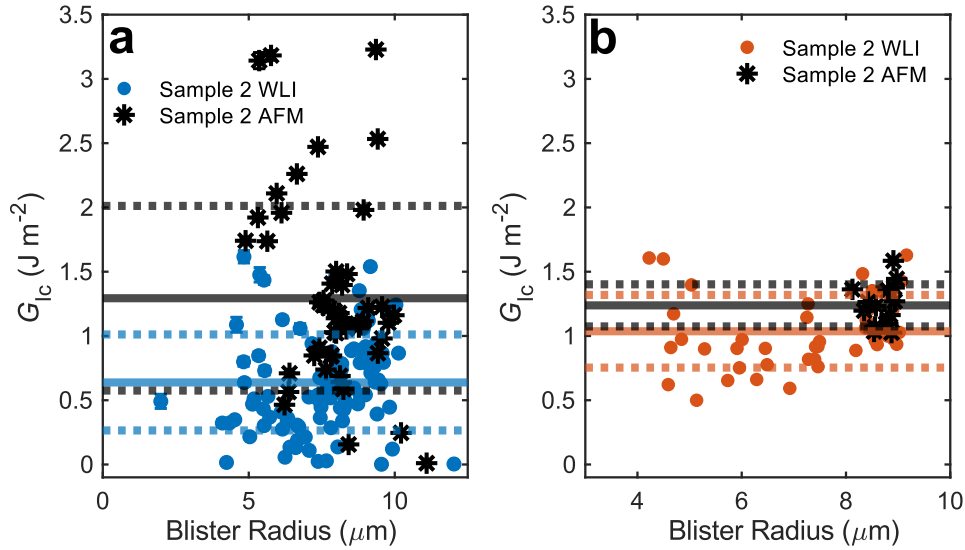 a
Sample 2 WLI
Sample 2 AFM
3.5
3
2.5
2
1.5
1
0.5
0
0
5
10
Blister Radius (μm)
G_Ic (J m⁻²)
b
Sample 2 WLI
Sample 2 AFM
3.5
3
2.5
2
1.5
1
0.5
0
4
6
8
10
Blister Radius (μm)
G_Ic (J m⁻²)